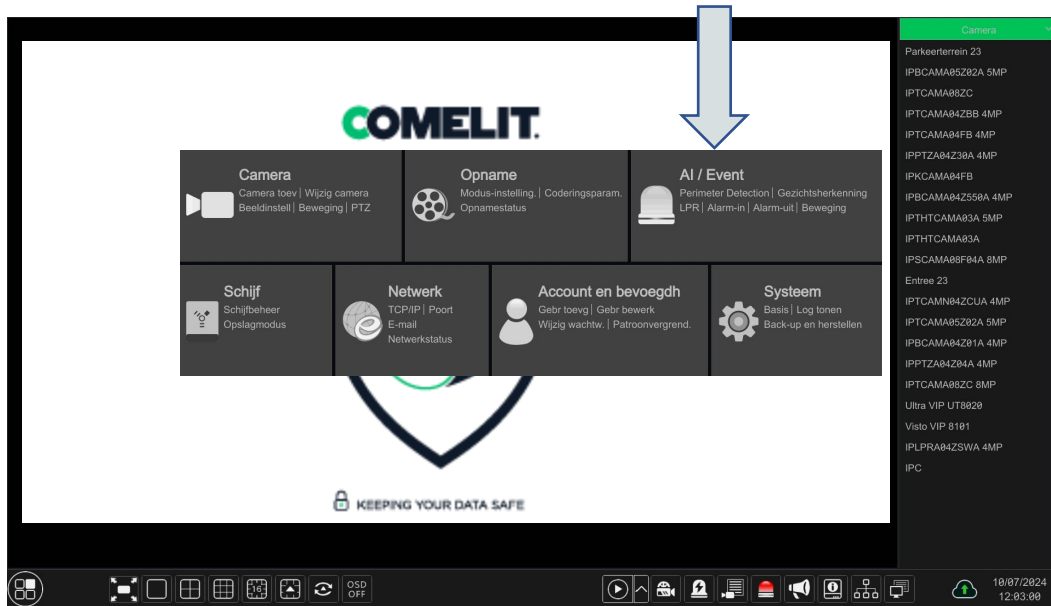 Camera
Parkeerterrein 23
IPBCAMA05Z02A 5MP
IPTCAMA08ZC
IPTCAMA04ZBB 4MP
IPTCAMA04FB 4MP
IPPTZA04Z30A 4MP
IPKCAMA04FB
IPBCAMA04Z550A 4MP
IPTHTCAMA03A 5MP
IPTHTCAMA03A
IPSCAMA08F04A 8MP
Entree 23
IPTCAMN04ZCUA 4MP
IPTCAMA05Z02A 5MP
IPBCAMA04Z01A 4MP
IPPTZA04Z04A 4MP
IPTCAMA08ZC 8MP
Ultra VIP UT8020
Visto VIP 8101
IPLPRA04ZSWA 4MP
IPC
COMELIT.
Camera
Camera toev | Wijzig camera
Beeldinstell | Beweging | PTZ
Opname
Modus-instelling. | Coderingsparam.
Opnamestatus
AI / Event
Perimeter Detection | Gezichtsherkenning
LPR | Alarm-in | Alarm-uit | Beweging
Schijf
Schijfbeheer
Opslagmodus
Netwerk
TCP/IP | Poort
E-mail
Netwerkstatus
Account en bevoegdh
Gebr toevg | Gebr bewerk
Wijzig wachtw. | Patroonvergrend.
Systeem
Basis | Log tonen
Back-up en herstellen
KEEPING YOUR DATA SAFE
16
OSD
OFF
10/07/2024
12:03:00